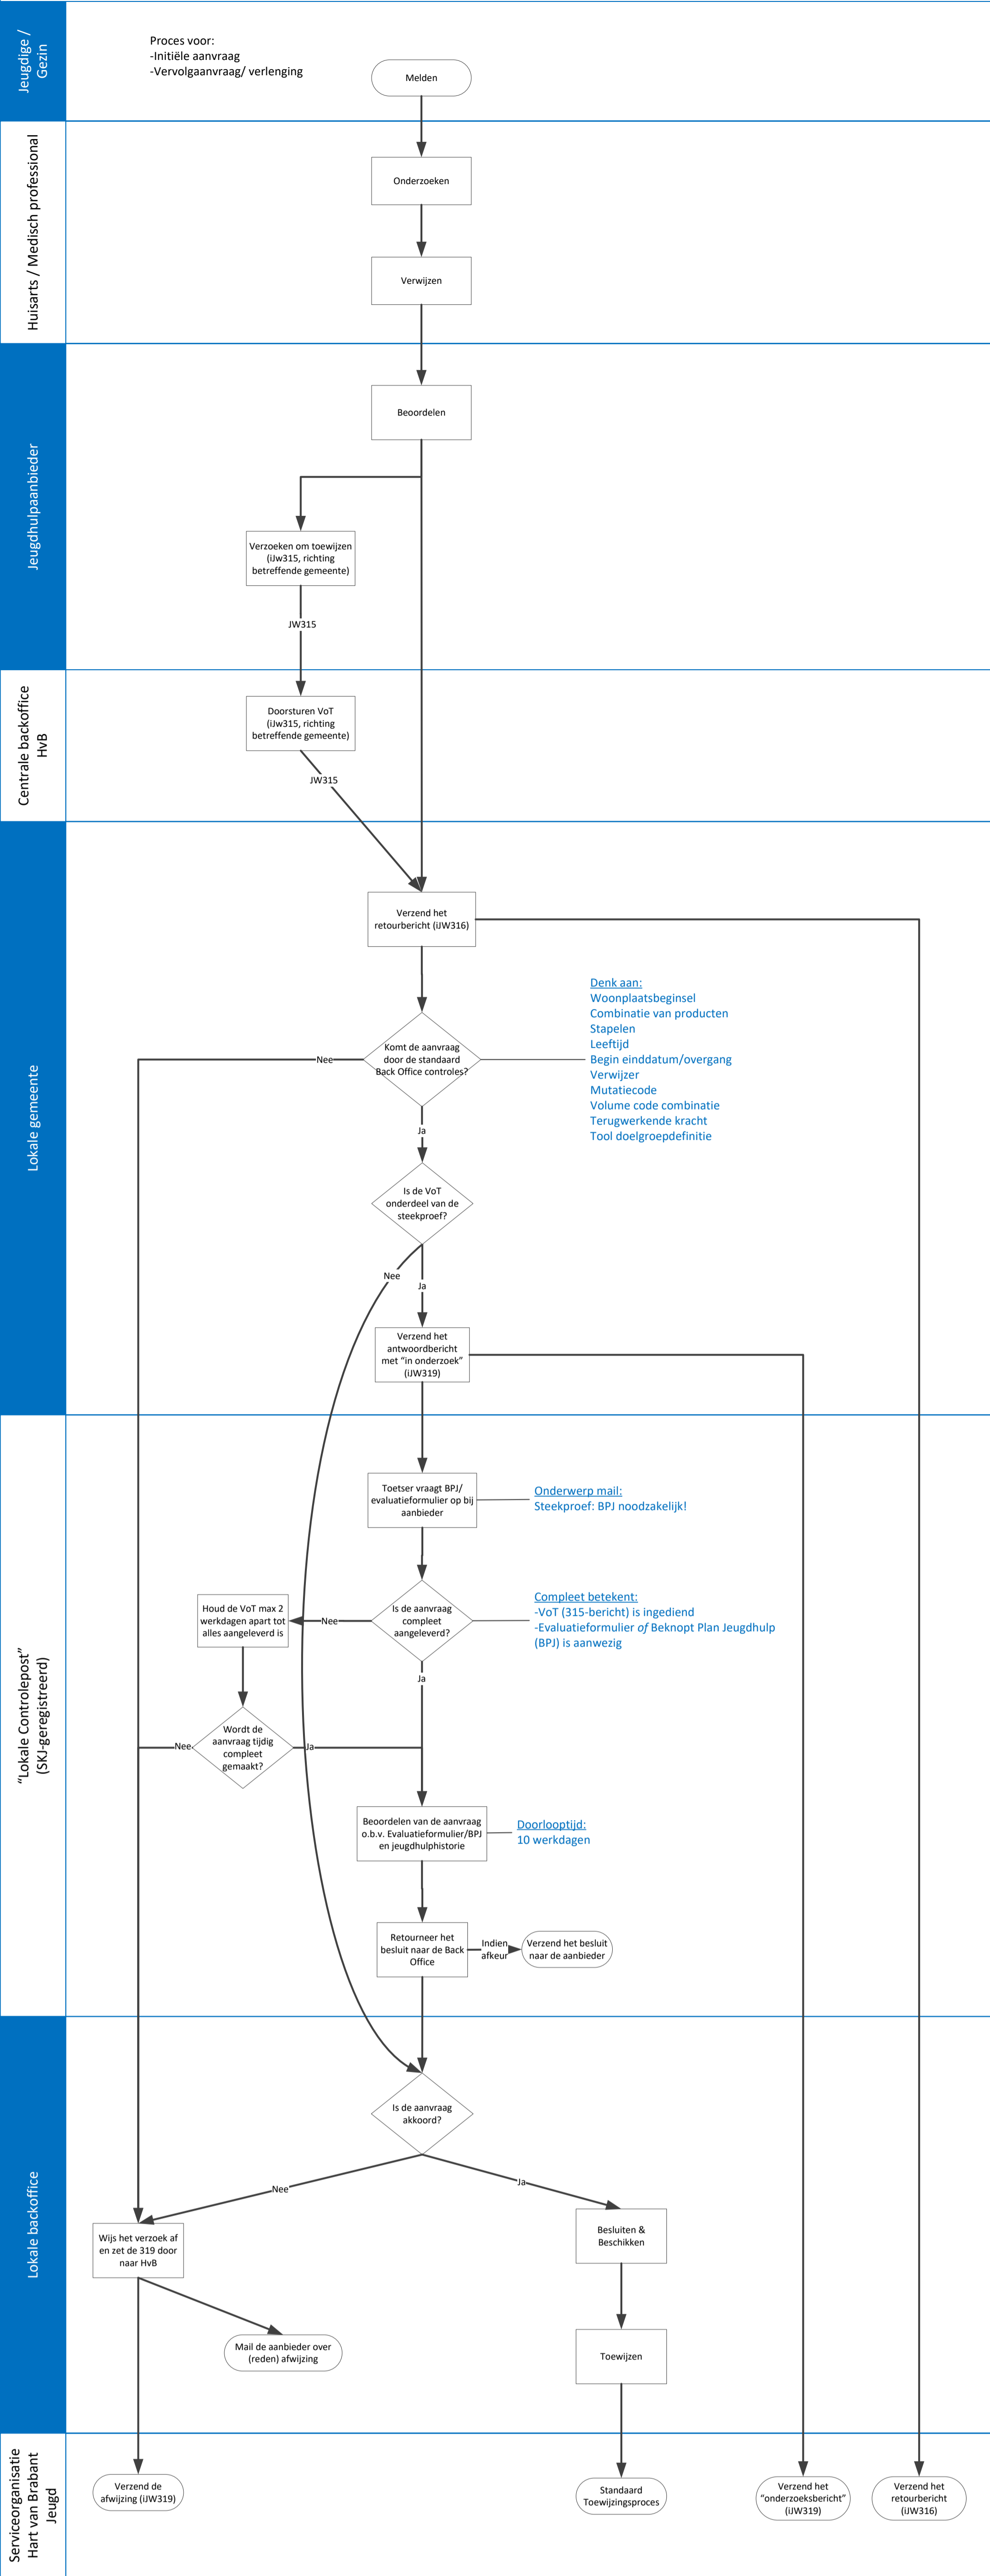 Jeugdige /
Gezin
Proces voor:
-Initiële aanvraag
-Vervolgaanvraag/ verlenging
Melden
Huisarts / Medisch professional
Onderzoeken
Verwijzen
Jeugdhulpaanbieder
Beoordelen
Verzoeken om toewijzen
(iJw315, richting
betreffende gemeente)
JW315
Centrale backoffice
HvB
Doorsturen VoT
(iJw315, richting
betreffende gemeente)
JW315
Lokale gemeente
Verzend het
retourbericht (iJW316)
Denk aan:
Woonplaatsbeginsel
Combinatie van producten
Stapelen
Leeftijd
Begin einddatum/overgang
Verwijzer
Mutatiecode
Volume code combinatie
Terugwerkende kracht
Tool doelgroepdefinitie
Komt de aanvraag
door de standaard
Back Office controles?
Nee
Ja
Is de VoT
onderdeel van de
steekproef?
Nee
Ja
Verzend het
antwoordbericht
met “in onderzoek”
(iJW319)
“Lokale Controlepost”
(SKJ-geregistreerd)
Toetser vraagt BPJ/
evaluatieformulier op bij
aanbieder
Onderwerp mail:
Steekproef: BPJ noodzakelijk!
Is de aanvraag
compleet
aangeleverd?
Compleet betekent:
-VoT (315-bericht) is ingediend
-Evaluatieformulier of Beknopt Plan Jeugdhulp
(BPJ) is aanwezig
Nee
Houd de VoT max 2
werkdagen apart tot
alles aangeleverd is
Ja
Wordt de
aanvraag tijdig
compleet
gemaakt?
Nee
Ja
Beoordelen van de aanvraag
o.b.v. Evaluatieformulier/BPJ
en jeugdhulphistorie
Doorlooptijd:
10 werkdagen
Retourneer het
besluit naar de Back
Office
Indien
afkeur
Verzend het besluit
naar de aanbieder
Lokale backoffice
Is de aanvraag
akkoord?
Nee
Ja
Wijs het verzoek af
en zet de 319 door
naar HvB
Besluiten &
Beschikken
Mail de aanbieder over
(reden) afwijzing
Toewijzen
Serviceorganisatie
Hart van Brabant
Jeugd
Verzend de
afwijzing (iJW319)
Standaard
Toewijzingsproces
Verzend het
“onderzoeksbericht”
(iJW319)
Verzend het
retourbericht
(iJW316)